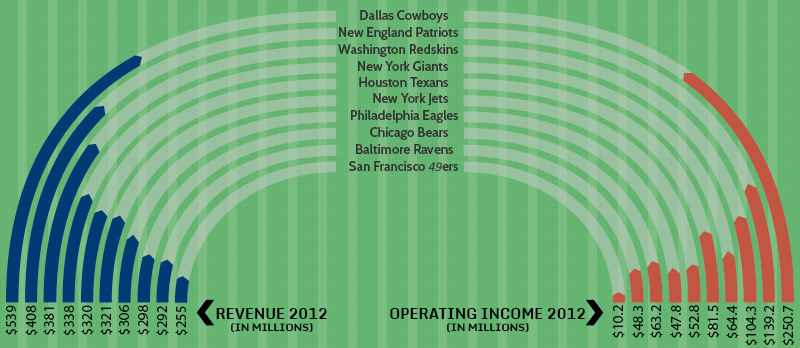 Dallas Cowboys
New England Patriots
Washington Redskins
New York Giants
Houston Texans
New York Jets
Philadelphia Eagles
Chicago Bears
Baltimore Ravens
San Francisco 49ers
$539
$408
$381
$338
$320
$321
$306
$298
$292
$255
REVENUE 2012
(IN MILLIONS)
OPERATING INCOME 2012
(IN MILLIONS)
$10.2
$48.3
$63.2
$47.8
$52.8
$81.5
$64.4
$104.3
$139.2
$250.7